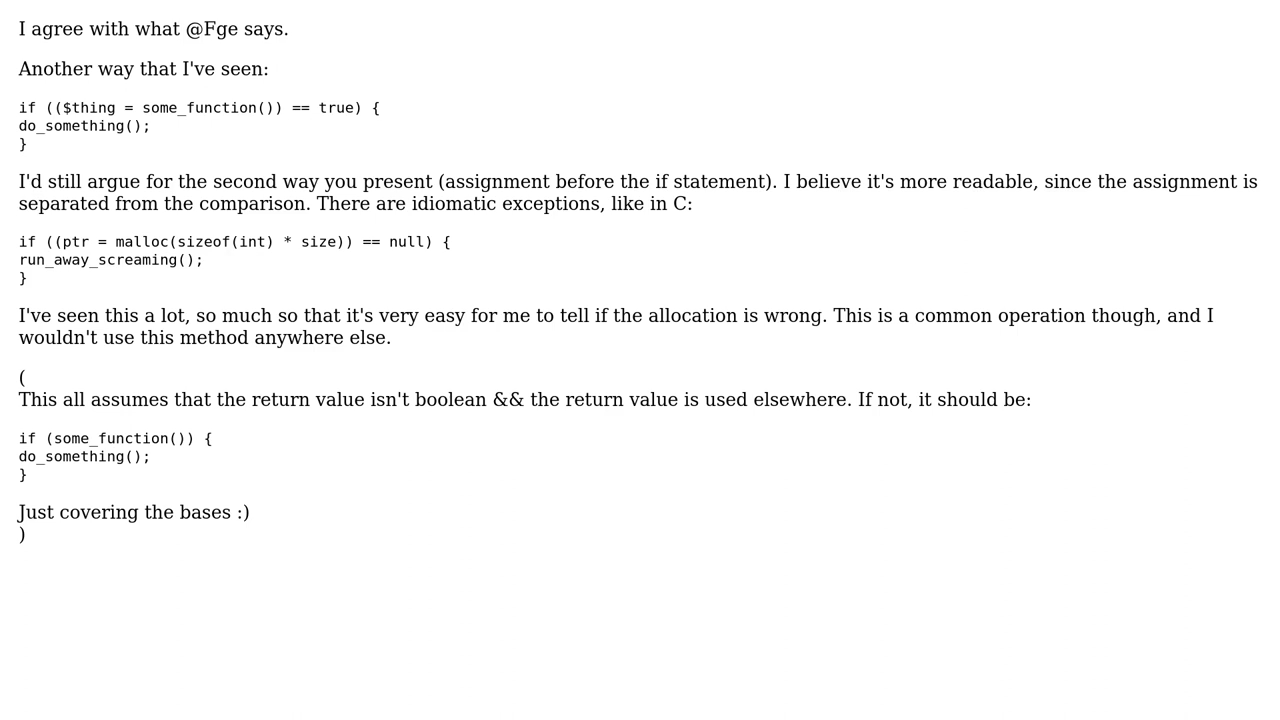 I agree with what @Fge says.
Another way that I've seen:
if (($thing = some_function()) == true) {
do_something();
}
I'd still argue for the second way you present (assignment before the if statement). I believe it's more readable, since the assignment is
separated from the comparison. There are idiomatic exceptions, like in C:
if ((ptr = malloc(sizeof(int) * size)) == null) {
run_away_screaming();
}
I've seen this a lot, so much so that it's very easy for me to tell if the allocation is wrong. This is a common operation though, and I
wouldn't use this method anywhere else.
(
This all assumes that the return value isn't boolean && the return value is used elsewhere. If not, it should be:
if (some_function()) {
do_something();
}
Just covering the bases :)
)